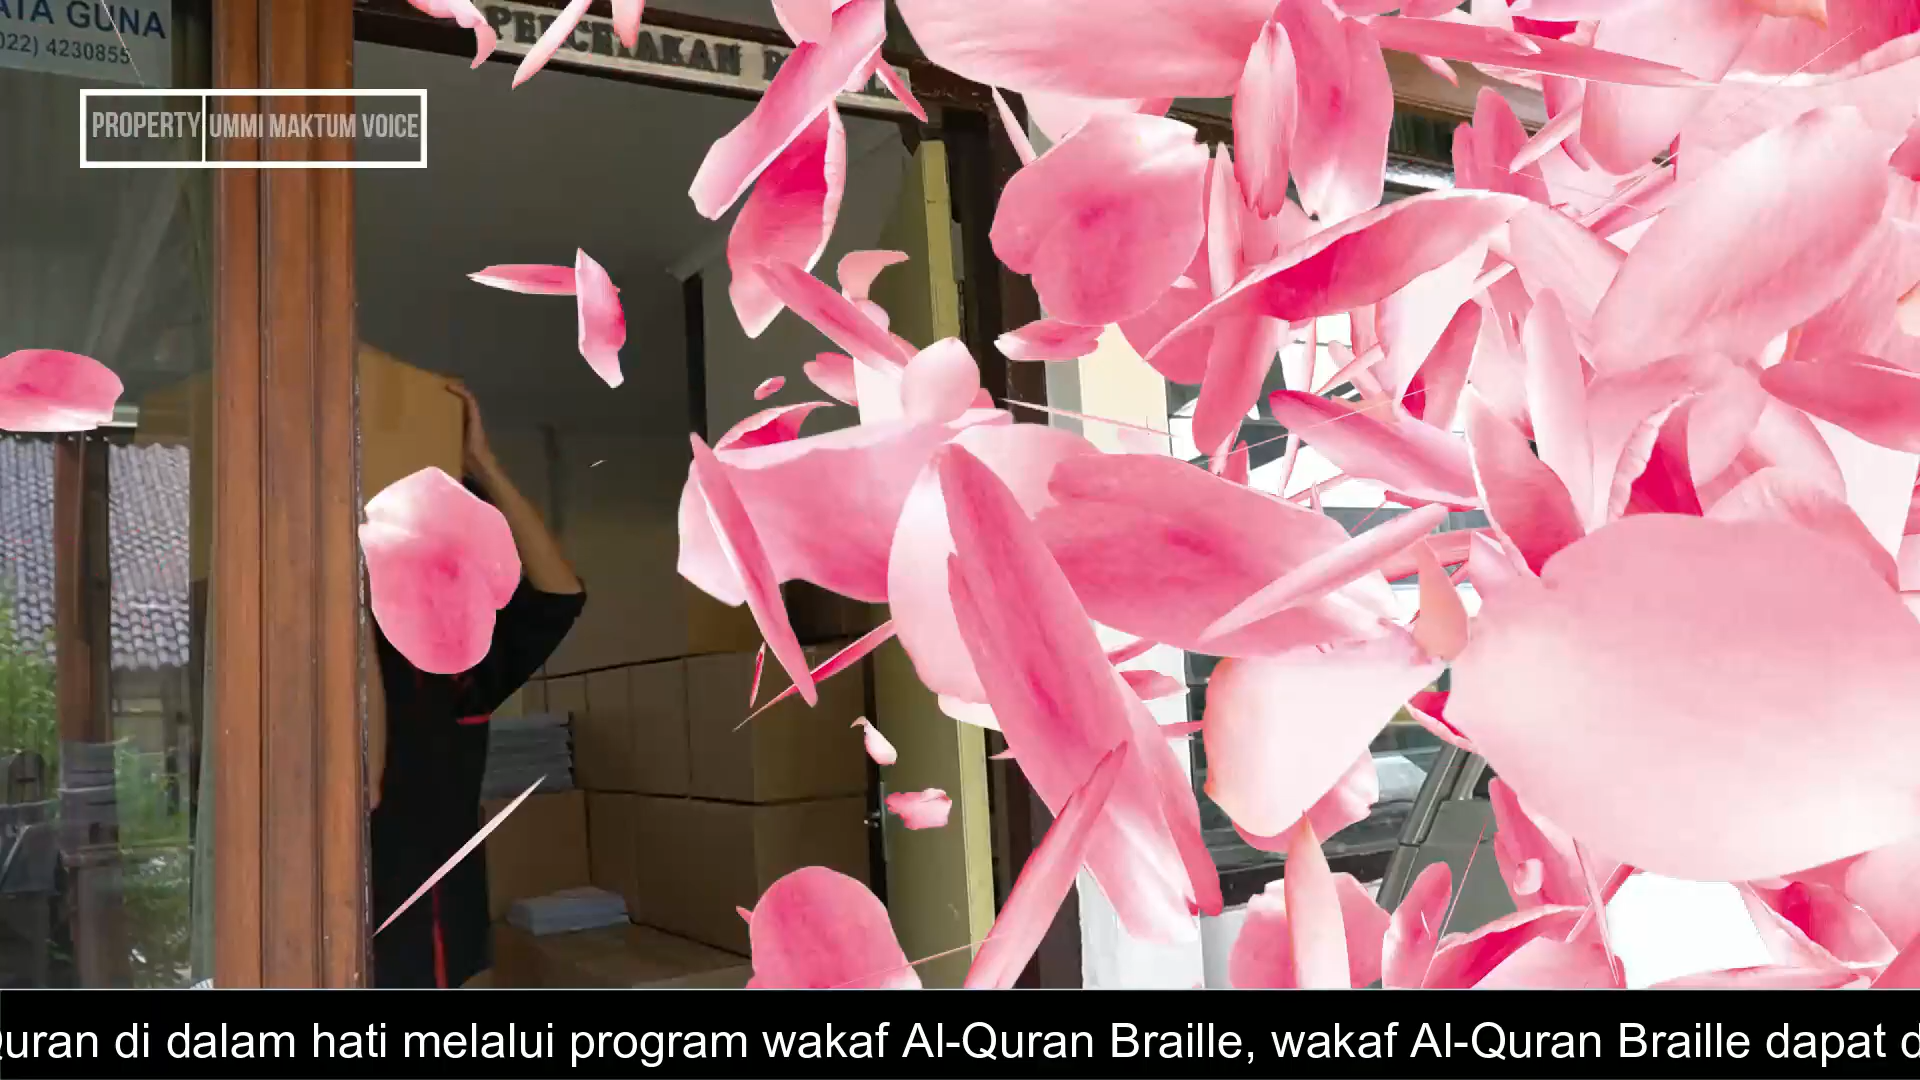 ATA GUNA
022) 4230855
PERCETAKAN
PROPERTY UMMI MAKTUM VOICE
Quran di dalam hati melalui program wakaf Al-Quran Braille, wakaf Al-Quran Braille dapat d